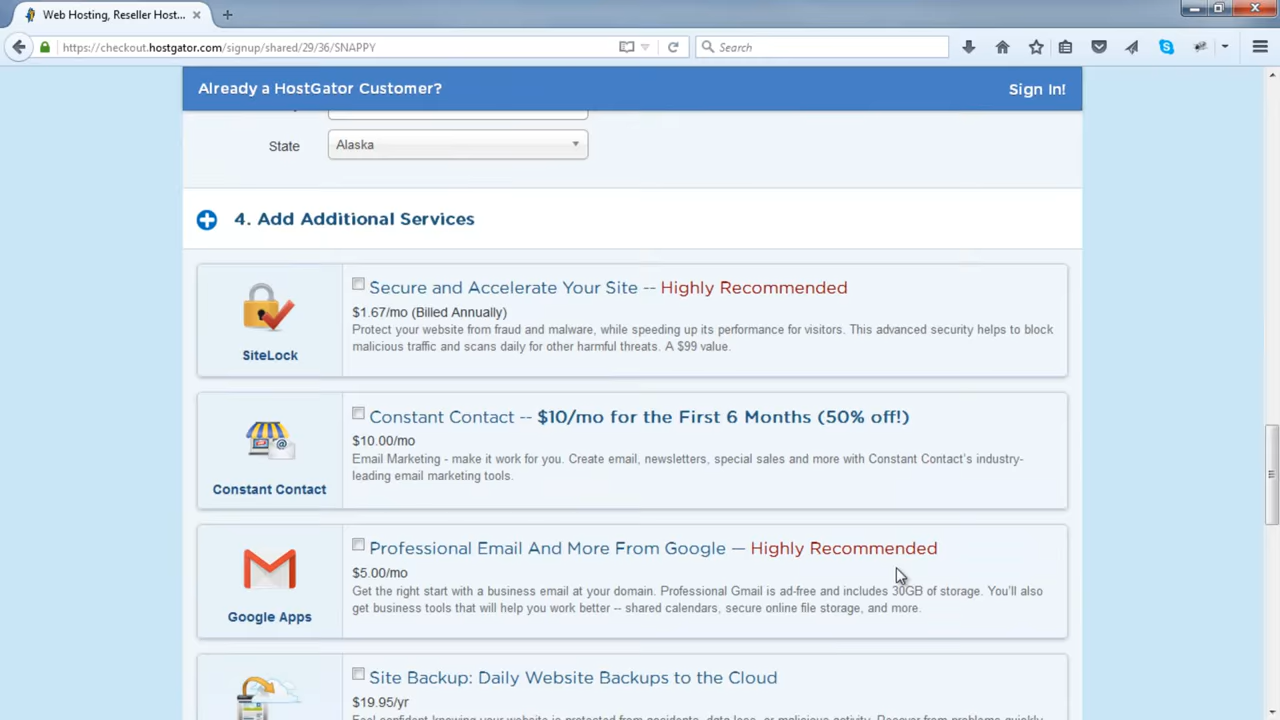 Web Hosting, Reseller Host...
https://checkout.hostgator.com/signup/shared/29/36/SNAPPY
Search
Already a HostGator Customer?
Sign In!
State
Alaska
4. Add Additional Services
Secure and Accelerate Your Site -- Highly Recommended
$1.67/mo (Billed Annually)
Protect your website from fraud and malware, while speeding up its performance for visitors. This advanced security helps to block
malicious traffic and scans daily for other harmful threats. A $99 value.
SiteLock
Constant Contact -- $10/mo for the First 6 Months (50% off!)
$10.00/mo
Email Marketing - make it work for you. Create email, newsletters, special sales and more with Constant Contact's industry-
leading email marketing tools.
Constant Contact
Professional Email And More From Google — Highly Recommended
$5.00/mo
Get the right start with a business email at your domain. Professional Gmail is ad-free and includes 30GB of storage. You'll also
get business tools that will help you work better -- shared calendars, secure online file storage, and more.
Google Apps
Site Backup: Daily Website Backups to the Cloud
$19.95/yr